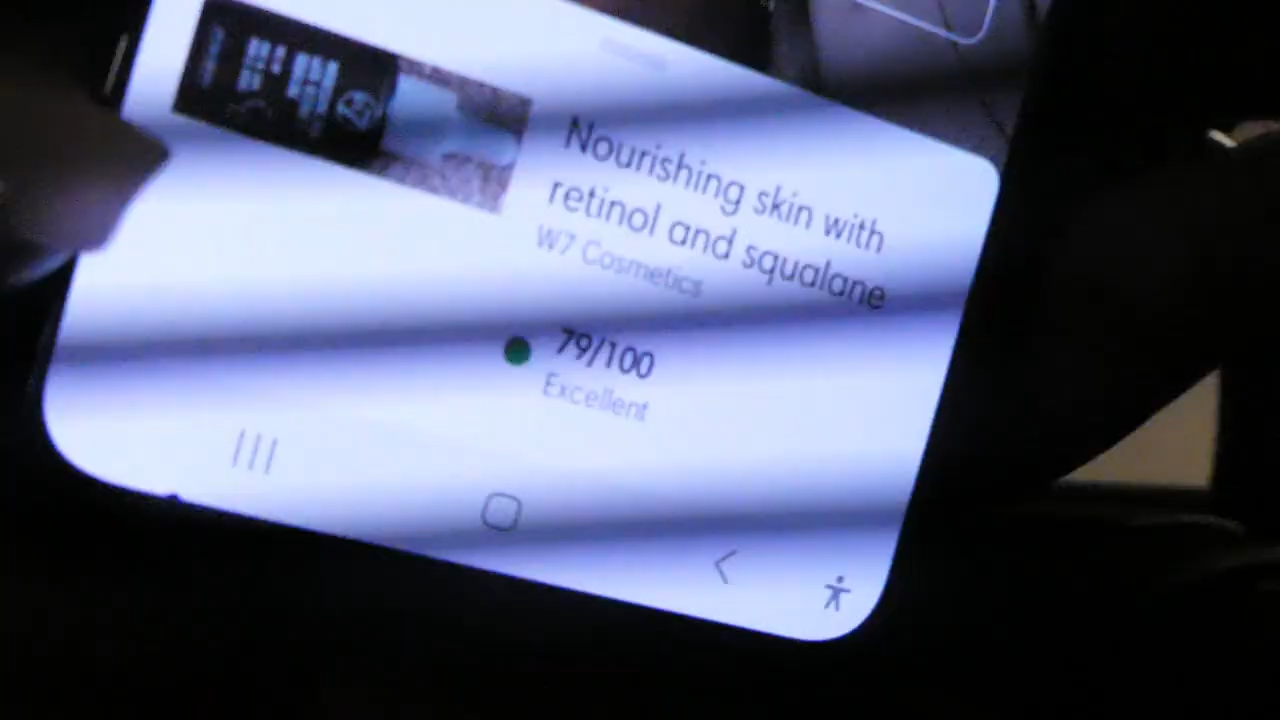 Nourishing skin with
retinol and squalane
W7 Cosmetics
79/100
Excellent